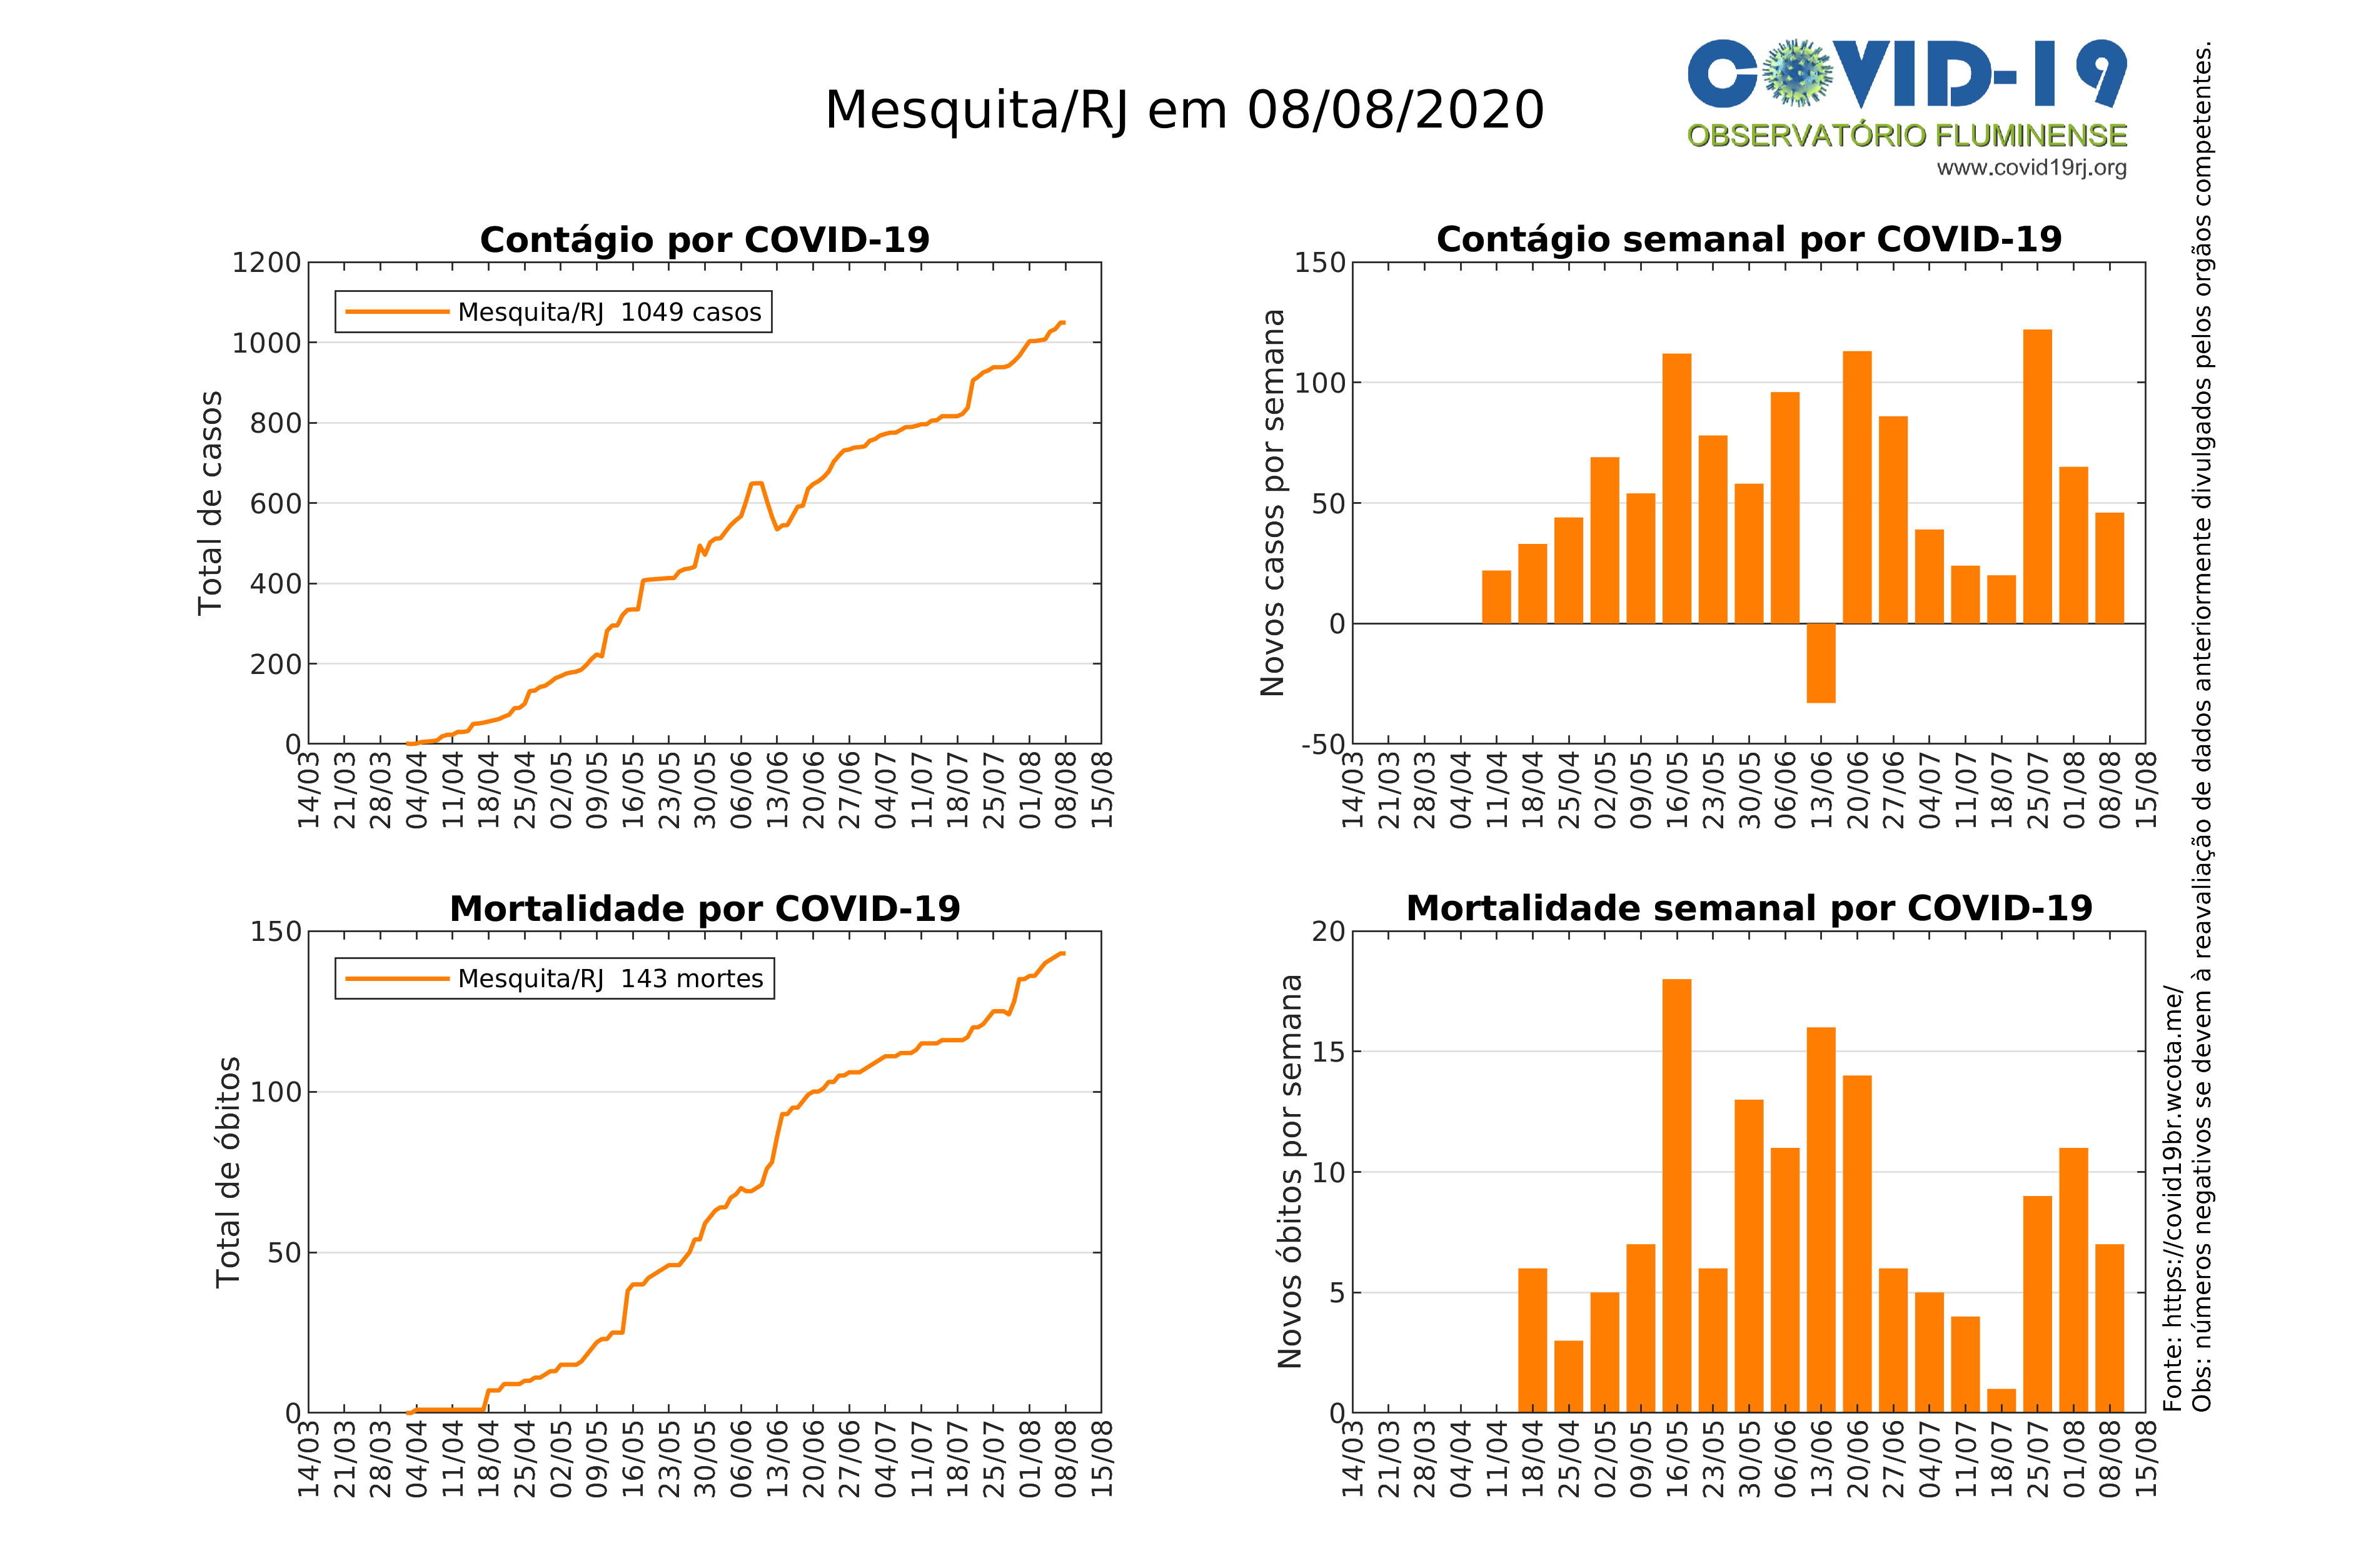 Mesquita/RJ em 08/08/2020
COVID-19
OBSERVATÓRIO FLUMINENSE
www.covid19rj.org
Contágio por COVID-19
Total de casos
1200
1000
800
600
400
200
0
Mesquita/RJ 1049 casos
14/03 21/03 28/03 04/04 11/04 18/04 25/04 02/05 09/05 16/05 23/05 30/05 06/06 13/06 20/06 27/06 04/07 11/07 18/07 25/07 01/08 08/08 15/08
Contágio semanal por COVID-19
Novos casos por semana
150
100
50
0
-50
14/03 21/03 28/03 04/04 11/04 18/04 25/04 02/05 09/05 16/05 23/05 30/05 06/06 13/06 20/06 27/06 04/07 11/07 18/07 25/07 01/08 08/08 15/08
Mortalidade por COVID-19
Total de óbitos
150
100
50
0
Mesquita/RJ 143 mortes
14/03 21/03 28/03 04/04 11/04 18/04 25/04 02/05 09/05 16/05 23/05 30/05 06/06 13/06 20/06 27/06 04/07 11/07 18/07 25/07 01/08 08/08 15/08
Mortalidade semanal por COVID-19
Novos óbitos por semana
20
15
10
5
0
14/03 21/03 28/03 04/04 11/04 18/04 25/04 02/05 09/05 16/05 23/05 30/05 06/06 13/06 20/06 27/06 04/07 11/07 18/07 25/07 01/08 08/08 15/08
Fonte: https://covid19br.wcota.me/
Obs: números negativos se devem à reavaliação de dados anteriormente divulgados pelos orgãos competentes.